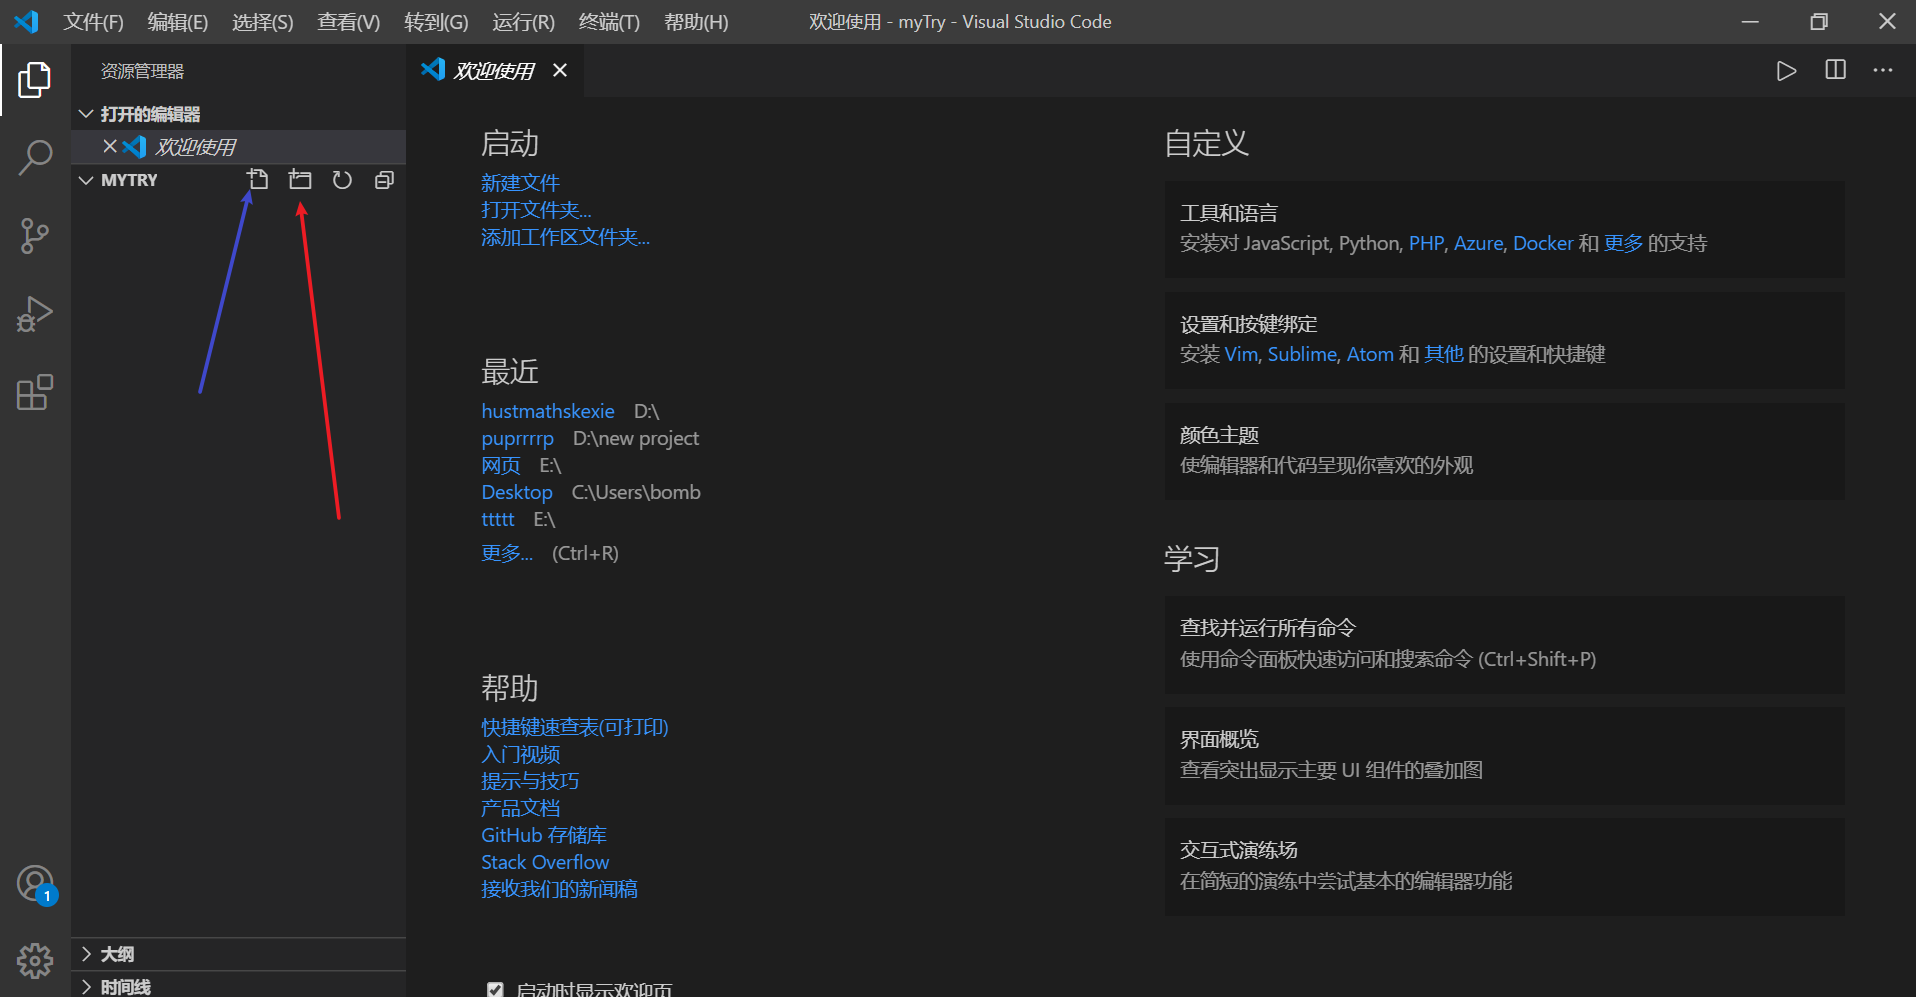 文件(F) 编辑(E) 选择(S) 查看(V) 转到(G) 运行(R) 终端(T) 帮助(H) 欢迎使用 - myTry - Visual Studio Code
资源管理器
打开的编辑器
欢迎使用
MYTRY
大纲
时间线
1
欢迎使用
启动
新建文件
打开文件夹...
添加工作区文件夹...
最近
hustmathskexie D:\
puprrrrp D:\new project
网页 E:\
Desktop C:\Users\bomb
ttttt E:\
更多... (Ctrl+R)
帮助
快捷键速查表(可打印)
入门视频
提示与技巧
产品文档
GitHub 存储库
Stack Overflow
接收我们的新闻稿
启动时显示欢迎页
自定义
工具和语言
安装对 JavaScript, Python, PHP, Azure, Docker 和 更多 的支持
设置和按键绑定
安装 Vim, Sublime, Atom 和 其他 的设置和快捷键
颜色主题
使编辑器和代码呈现你喜欢的外观
学习
查找并运行所有命令
使用命令面板快速访问和搜索命令 (Ctrl+Shift+P)
界面概览
查看突出显示主要 UI 组件的叠加图
交互式演练场
在简短的演练中尝试基本的编辑器功能